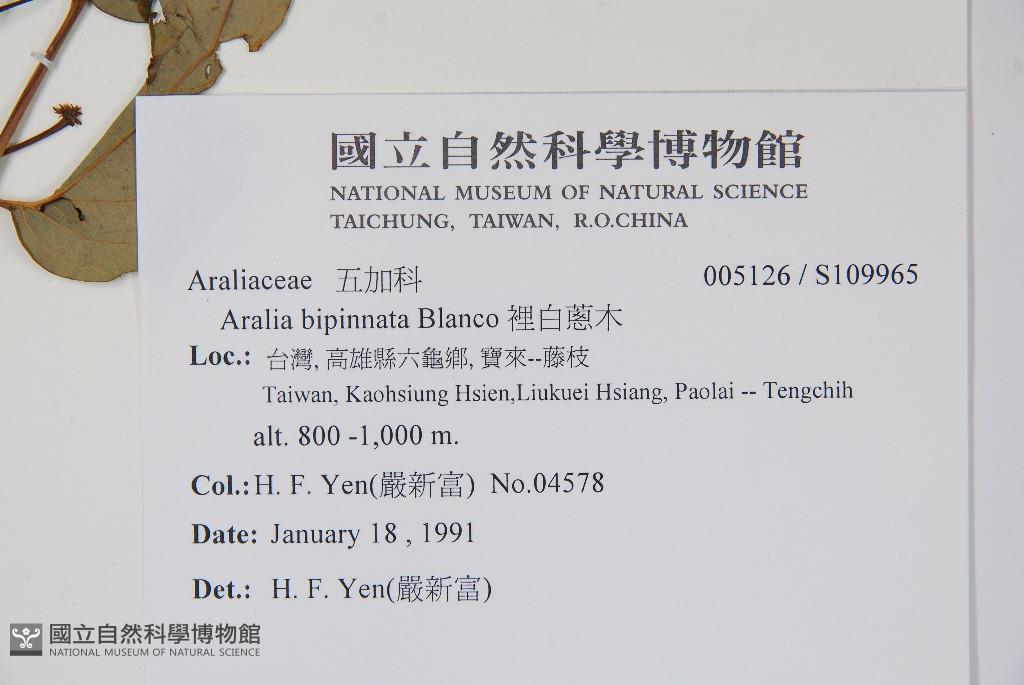 國立自然科學博物館
NATIONAL MUSEUM OF NATURAL SCIENCE
TAICHUNG, TAIWAN, R.O.CHINA
Araliaceae 五加科 005126 / S109965
Aralia bipinnata Blanco 裡白蔥木
Loc.: 台灣, 高雄縣六龜鄉, 寶來--藤枝
Taiwan, Kaohsiung Hsien,Liukuei Hsiang, Paolai -- Tengchih
alt. 800 -1,000 m.
Col.: H. F. Yen(嚴新富) No.04578
Date: January 18 , 1991
Det.: H. F. Yen(嚴新富)
國立自然科學博物館
NATIONAL MUSEUM OF NATURAL SCIENCE